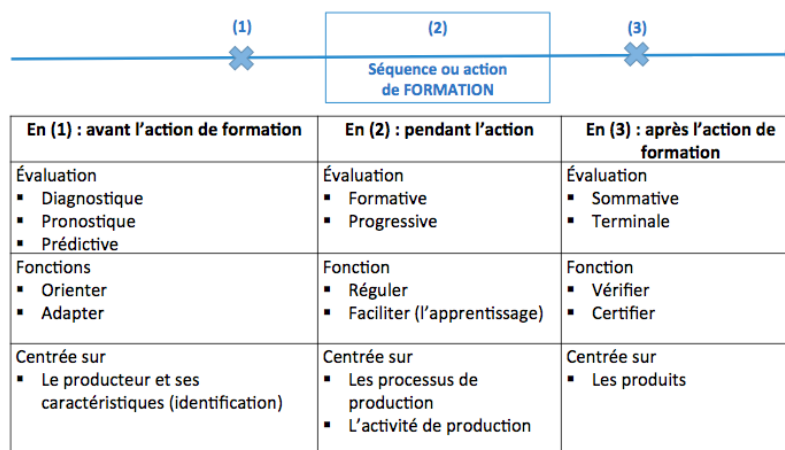 (1)
(2)
(3)
Séquence ou action
de FORMATION
En (1) : avant l’action de formation
En (2) : pendant l’action
En (3) : après l’action de
formation
Évaluation
▪ Diagnostique
▪ Pronostique
▪ Prédictive
Évaluation
▪ Formative
▪ Progressive
Évaluation
▪ Sommative
▪ Terminale
Fonctions
▪ Orienter
▪ Adapter
Fonction
▪ Réguler
▪ Faciliter (l’apprentissage)
Fonction
▪ Vérifier
▪ Certifier
Centrée sur
▪ Le producteur et ses
caractéristiques (identification)
Centrée sur
▪ Les processus de
production
▪ L’activité de production
Centrée sur
▪ Les produits